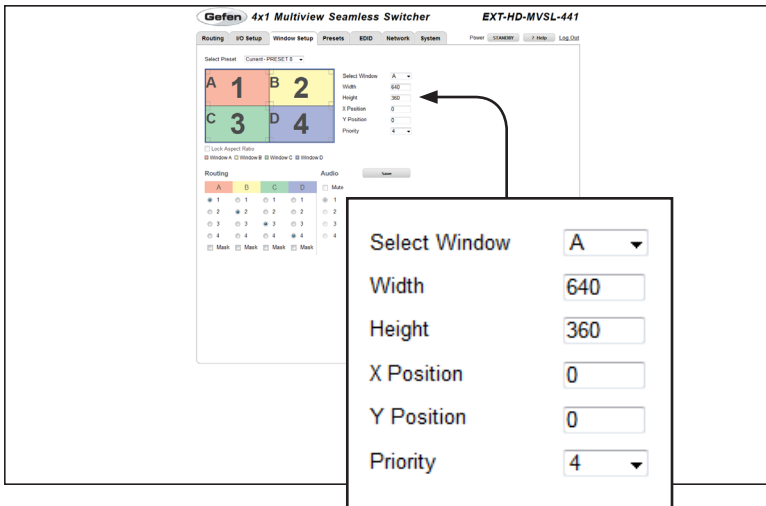 Gefen 4x1 Multiview Seamless Switcher EXT-HD-MVSL-441
Routing I/O Setup Window Setup Presets EDID Network System Power STANDBY ? Help Log Out
Select Preset Current - PRESET 8
A 1 B 2
C 3 D 4
Select Window A
Width 640
Height 360
X Position 0
Y Position 0
Priority 4
Lock Aspect Ratio
Window A Window B Window C Window D
Routing Audio Save
A B C D Mute
1 1 1 1 1
2 2 2 2 2
3 3 3 3 3
4 4 4 4 4
Mask Mask Mask Mask
Select Window A
Width 640
Height 360
X Position 0
Y Position 0
Priority 4